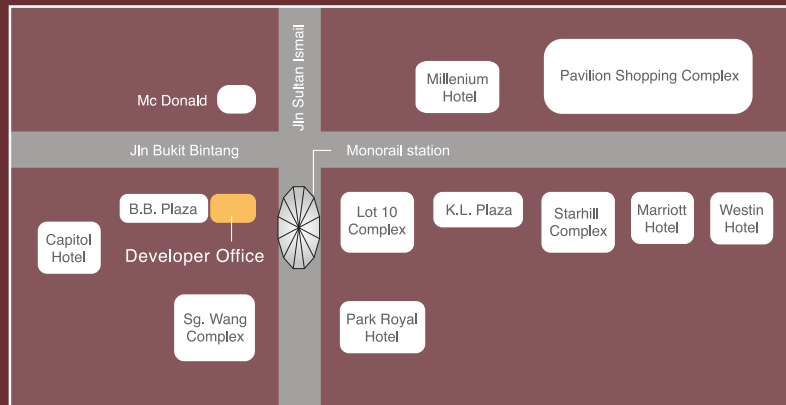 Jln Sultan Ismail
Millenium
Hotel
Pavilion Shopping Complex
Mc Donald
Jln Bukit Bintang
Monorail station
B.B. Plaza
Lot 10
Complex
K.L. Plaza
Starhill
Complex
Marriott
Hotel
Westin
Hotel
Capitol
Hotel
Developer Office
Sg. Wang
Complex
Park Royal
Hotel